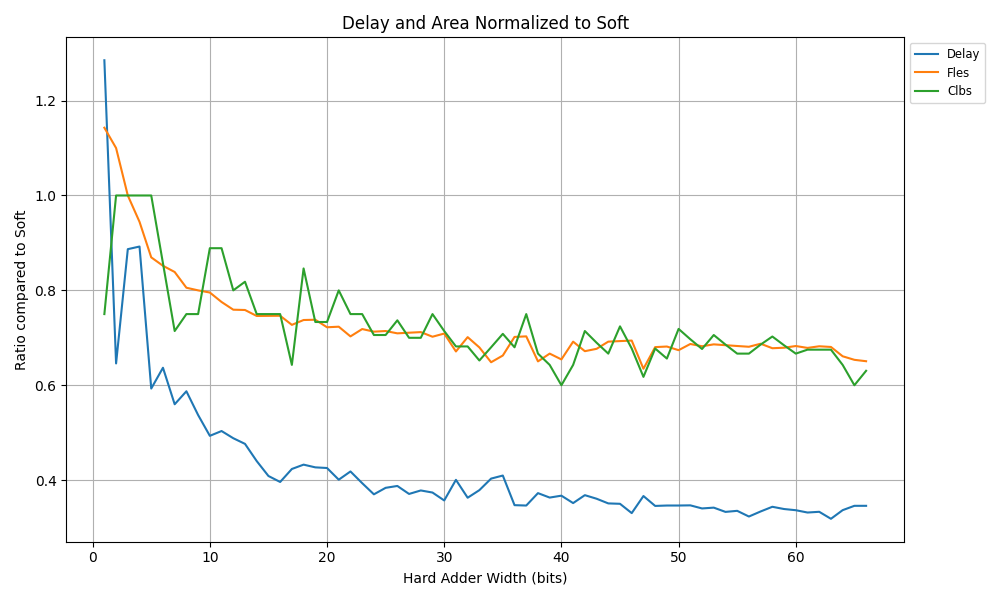 Delay and Area Normalized to Soft
Delay
Fles
Clbs
Ratio compared to Soft
1.2
1.0
0.8
0.6
0.4
0 10 20 30 40 50 60
Hard Adder Width (bits)